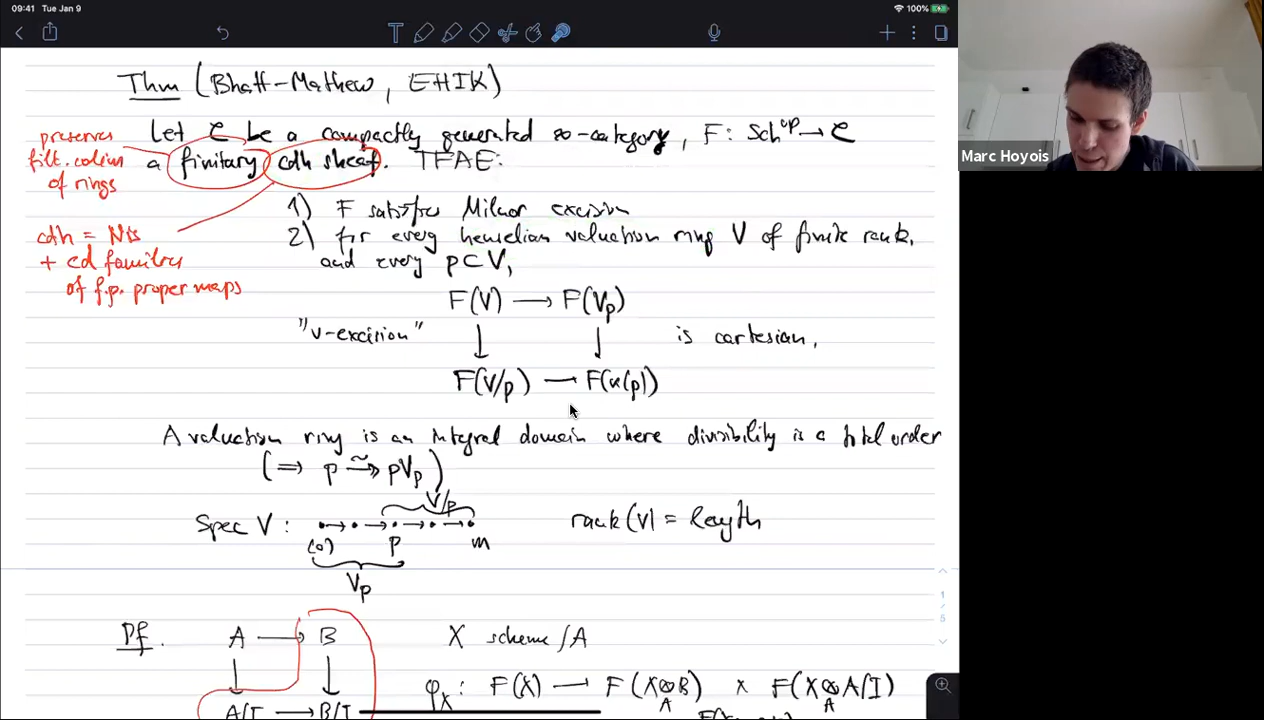 09:41 Tue Jan 9
100%
Thm (Bhatt-Mathew, EHIK)
Let C be a compactly generated ∞-category, F: Sch^op → C
a finitary cdh sheaf. TFAE:
preserves
filt. colim
of rings
cdh = Nis
+ cd families
of f.p. proper maps
1) F satisfies Milnor excision
2) for every henselian valuation ring V of finite rank,
and every p ⊂ V,
F(V) → F(V_p)
"v-excision"
↓ ↓
is cartesian,
F(V/p) → F(κ(p))
A valuation ring is an integral domain where divisibility is a total order
(⇒ p ⥲ pV_p)
V/p
Spec V: • → • → • → • → •
rank(V) = length
(0) p m
V_p
Pf. A → B
X scheme /A
↓ ↓
φ_X: F(X) → F(X⊗_A B) × F(X⊗_A A/I)
A/I → B/I
Marc Hoyois
1/5